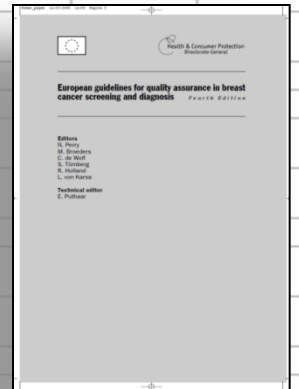 Health & Consumer Protection
Directorate-General
European guidelines for quality assurance in breast
cancer screening and diagnosis Fourth Edition
Editors
N. Perry
M. Broeders
C. de Wolf
S. Törnberg
R. Holland
L. von Karsa
Technical editor
E. Puthaar